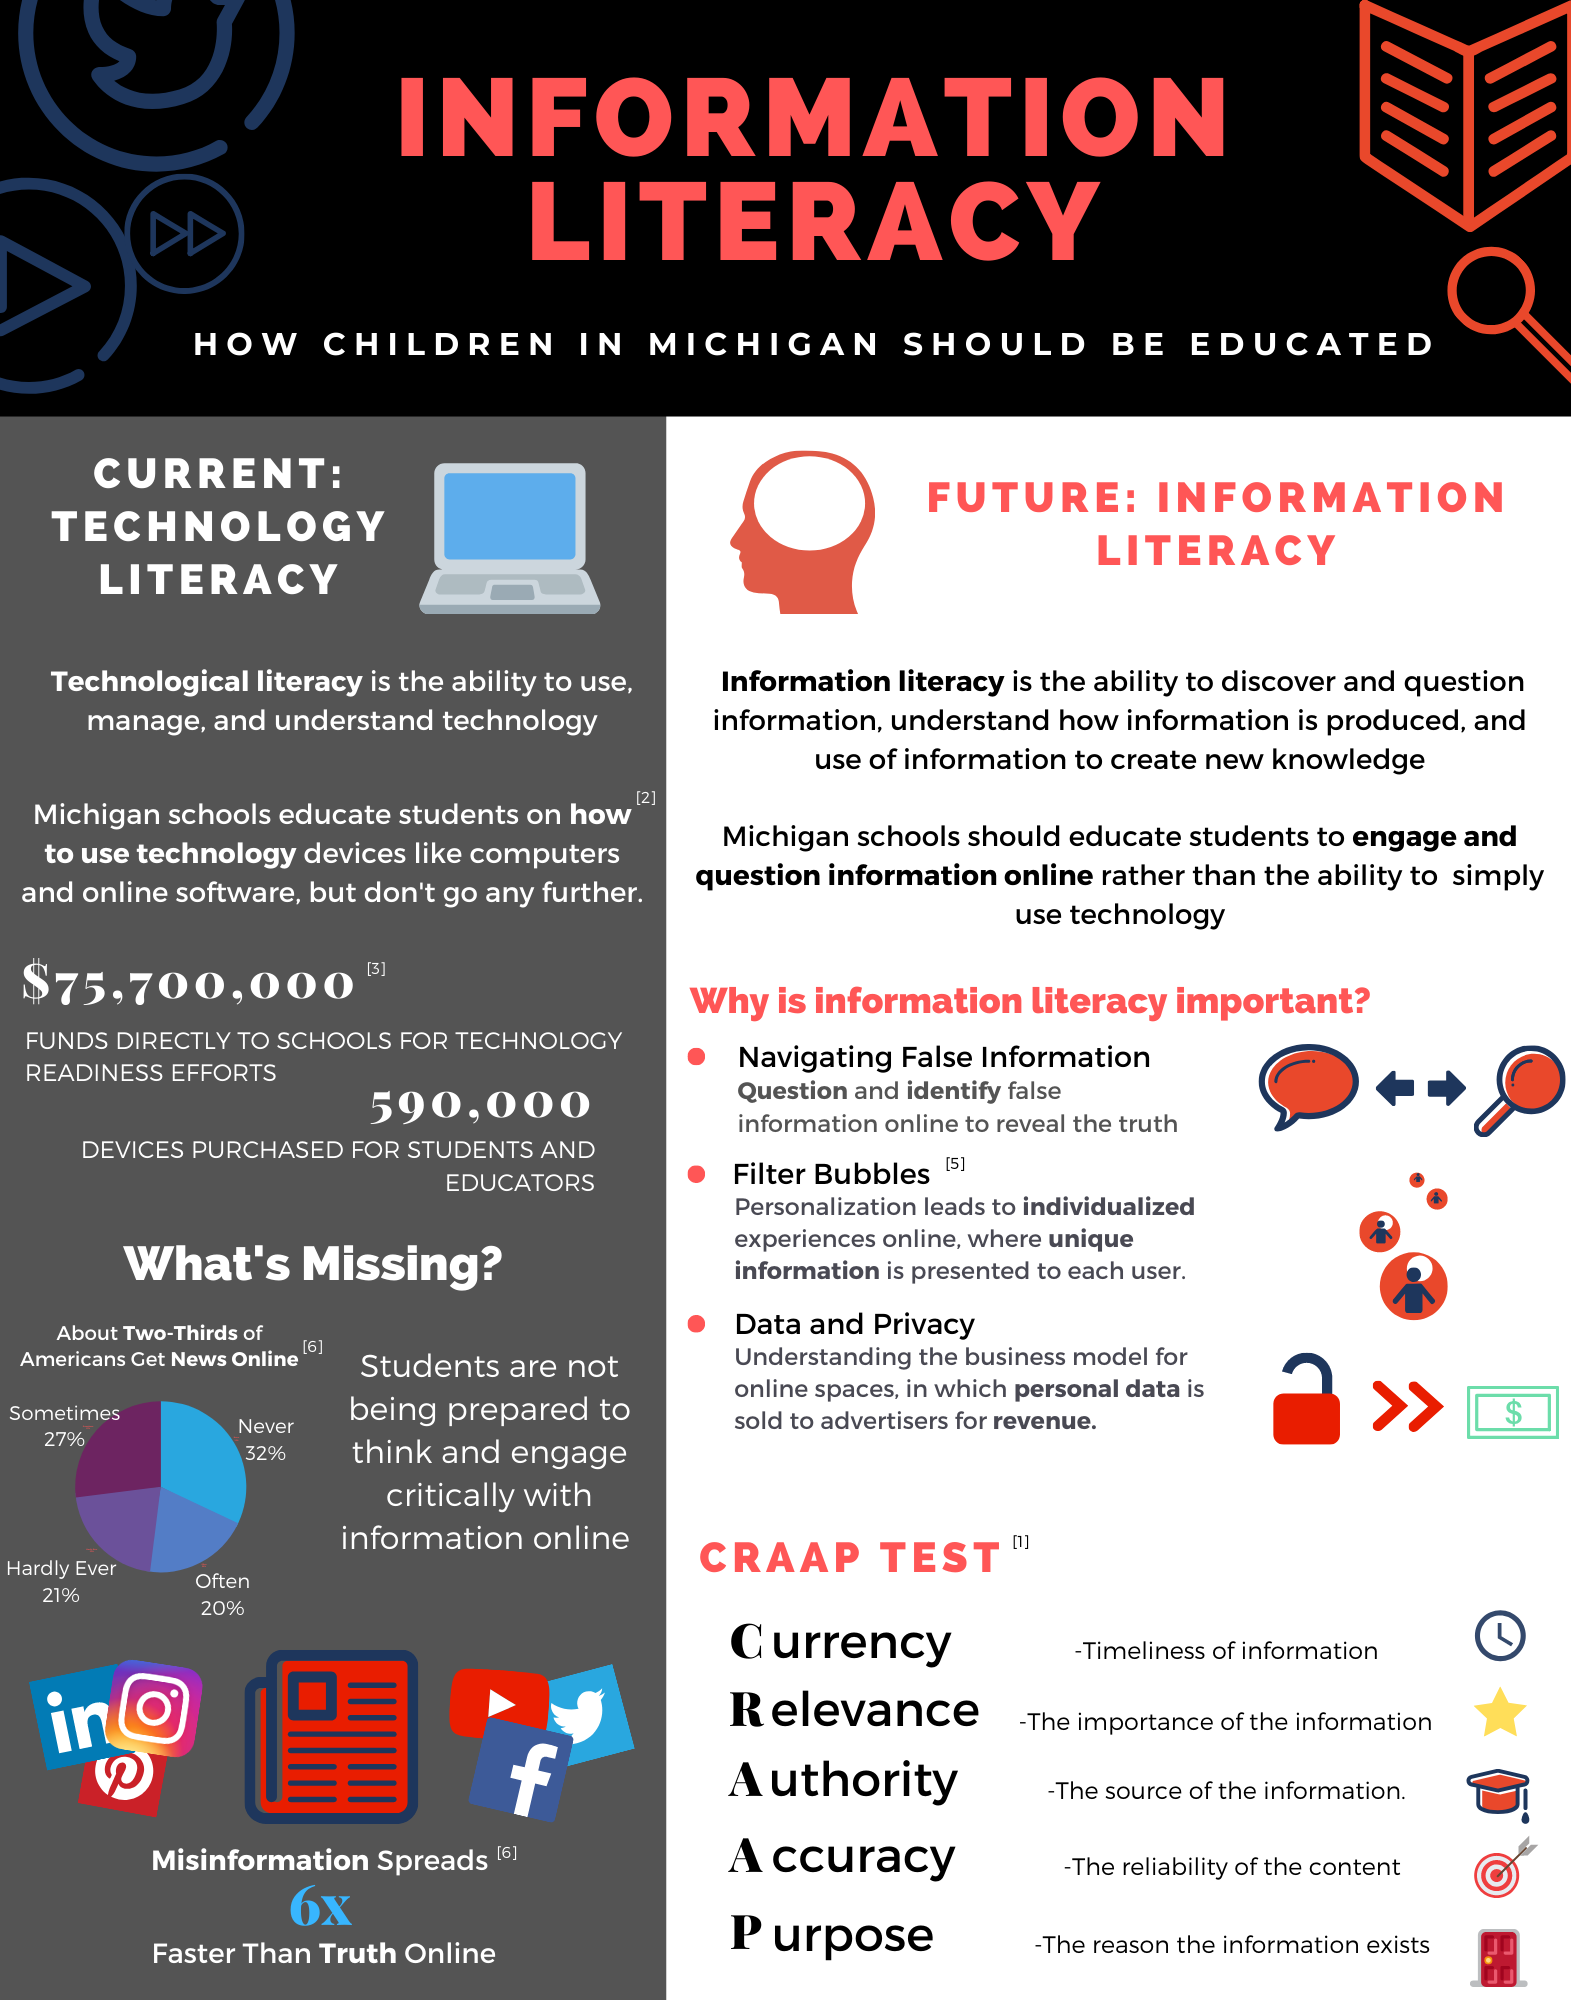 INFORMATION
LITERACY
HOW CHILDREN IN MICHIGAN SHOULD BE EDUCATED
CURRENT:
TECHNOLOGY
LITERACY
Technological literacy is the ability to use,
manage, and understand technology
Michigan schools educate students on how [2]
to use technology devices like computers
and online software, but don't go any further.
$75,700,000 [3]
FUNDS DIRECTLY TO SCHOOLS FOR TECHNOLOGY
READINESS EFFORTS
590,000
DEVICES PURCHASED FOR STUDENTS AND
EDUCATORS
What's Missing?
About Two-Thirds of
Americans Get News Online [6]
Sometimes
27%
Never
32%
Hardly Ever
21%
Often
20%
Students are not
being prepared to
think and engage
critically with
information online
in
f
Misinformation Spreads [6]
6x
Faster Than Truth Online
FUTURE: INFORMATION
LITERACY
Information literacy is the ability to discover and question
information, understand how information is produced, and
use of information to create new knowledge
Michigan schools should educate students to engage and
question information online rather than the ability to simply
use technology
Why is information literacy important?
Navigating False Information
Question and identify false
information online to reveal the truth
Filter Bubbles [5]
Personalization leads to individualized
experiences online, where unique
information is presented to each user.
Data and Privacy
Understanding the business model for
online spaces, in which personal data is
sold to advertisers for revenue.
$
CRAAP TEST [1]
Currency -Timeliness of information
Relevance -The importance of the information
Authority -The source of the information.
Accuracy -The reliability of the content
Purpose -The reason the information exists